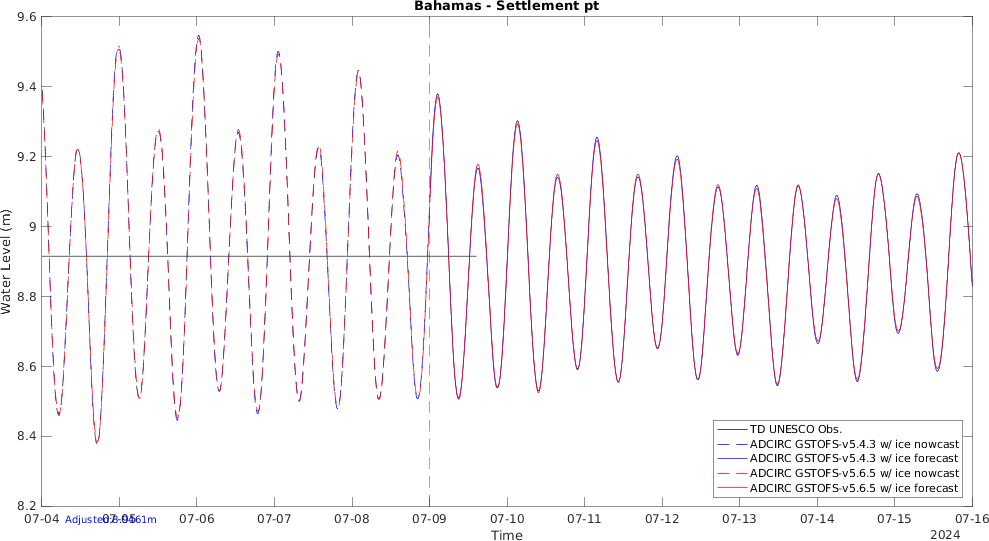 Bahamas - Settlement pt
9.6
9.4
9.2
9
8.8
8.6
8.4
8.2
Water Level (m)
07-04
07-05
07-06
07-07
07-08
07-09
07-10
07-11
07-12
07-13
07-14
07-15
07-16
Time
2024
TD UNESCO Obs.
ADCIRC GSTOFS-v5.4.3 w/ ice nowcast
ADCIRC GSTOFS-v5.4.3 w/ ice forecast
ADCIRC GSTOFS-v5.6.5 w/ ice nowcast
ADCIRC GSTOFS-v5.6.5 w/ ice forecast